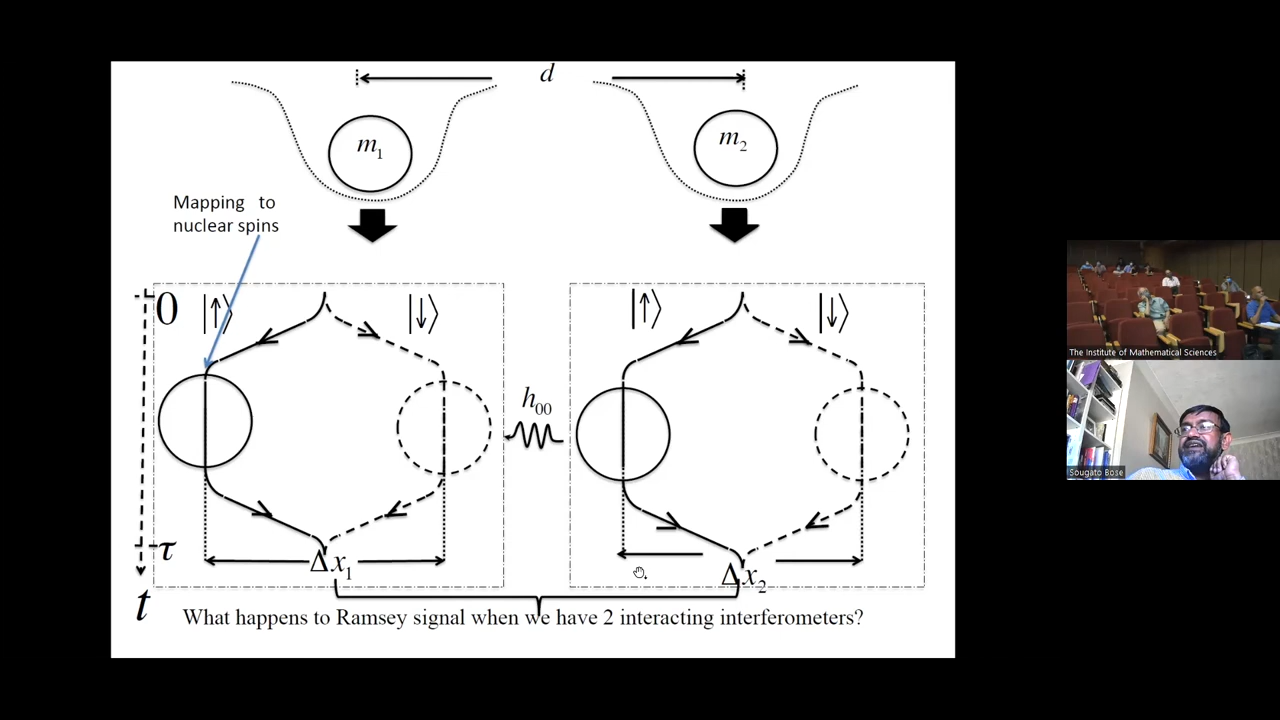 d
m₁
m₂
Mapping to
nuclear spins
0
|↑⟩
|↓⟩
|↑⟩
|↓⟩
h₀₀
τ
Δx₁
Δx₂
t
What happens to Ramsey signal when we have 2 interacting interferometers?
The Institute of Mathematical Sciences
Sougato Bose